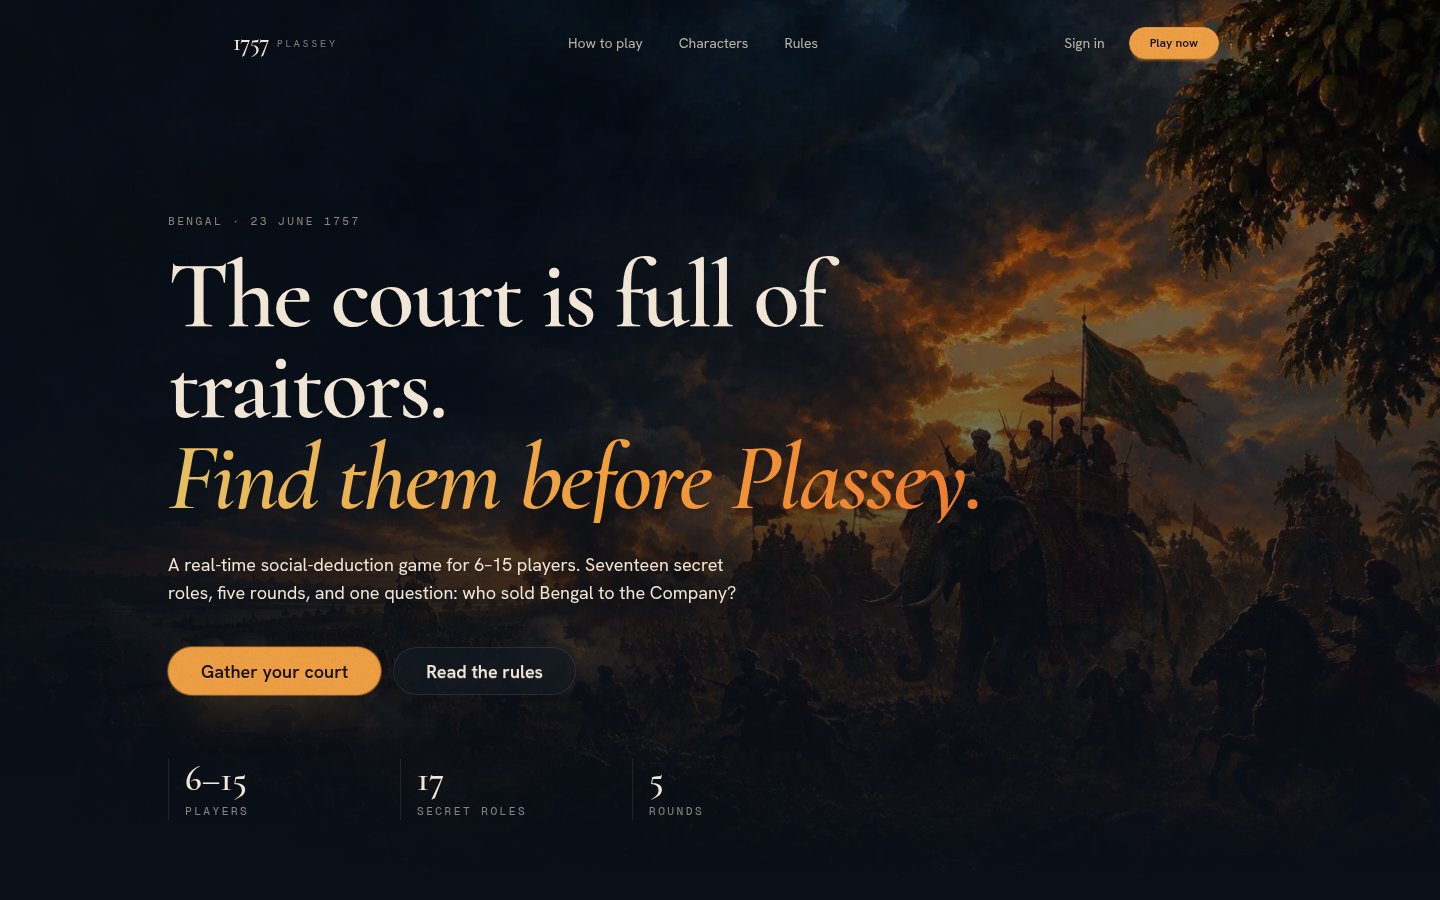 1757 PLASSEY
How to play
Characters
Rules
Sign in
Play now
BENGAL · 23 JUNE 1757
The court is full of
traitors.
Find them before Plassey.
A real-time social-deduction game for 6–15 players. Seventeen secret
roles, five rounds, and one question: who sold Bengal to the Company?
Gather your court
Read the rules
6–15
PLAYERS
17
SECRET ROLES
5
ROUNDS